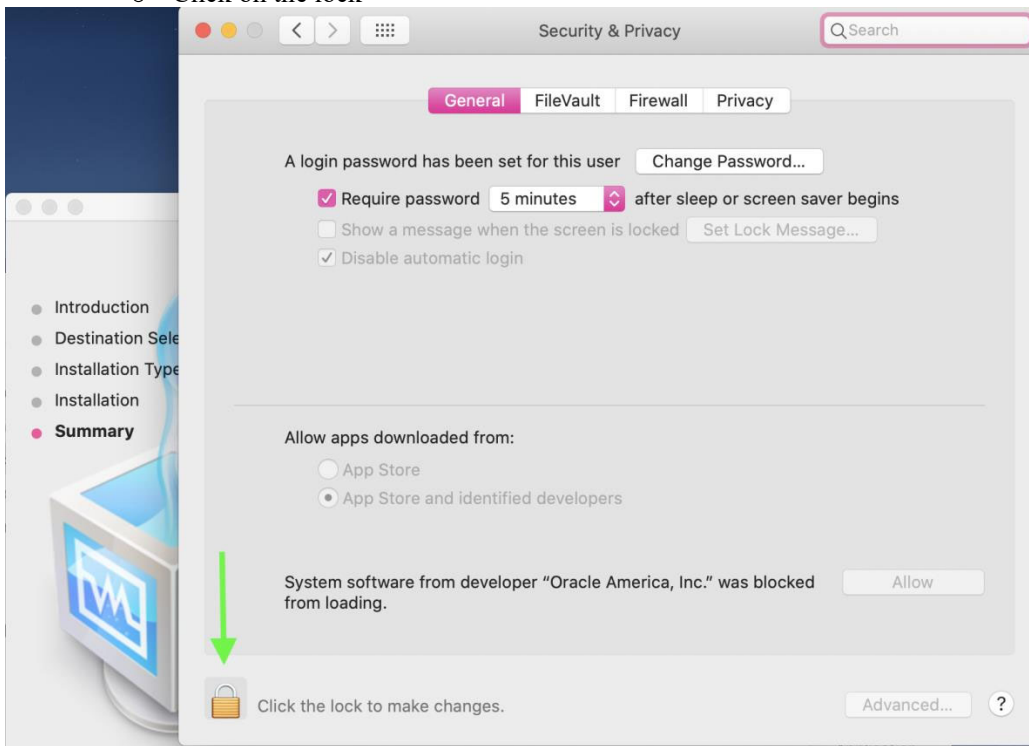 Click on the lock
Security & Privacy
Search
General FileVault Firewall Privacy
A login password has been set for this user Change Password...
Require password 5 minutes after sleep or screen saver begins
Show a message when the screen is locked Set Lock Message...
Disable automatic login
Introduction
Destination Sele
Installation Type
Installation
Summary
Allow apps downloaded from:
App Store
App Store and identified developers
System software from developer “Oracle America, Inc.” was blocked Allow
from loading.
Click the lock to make changes. Advanced... ?